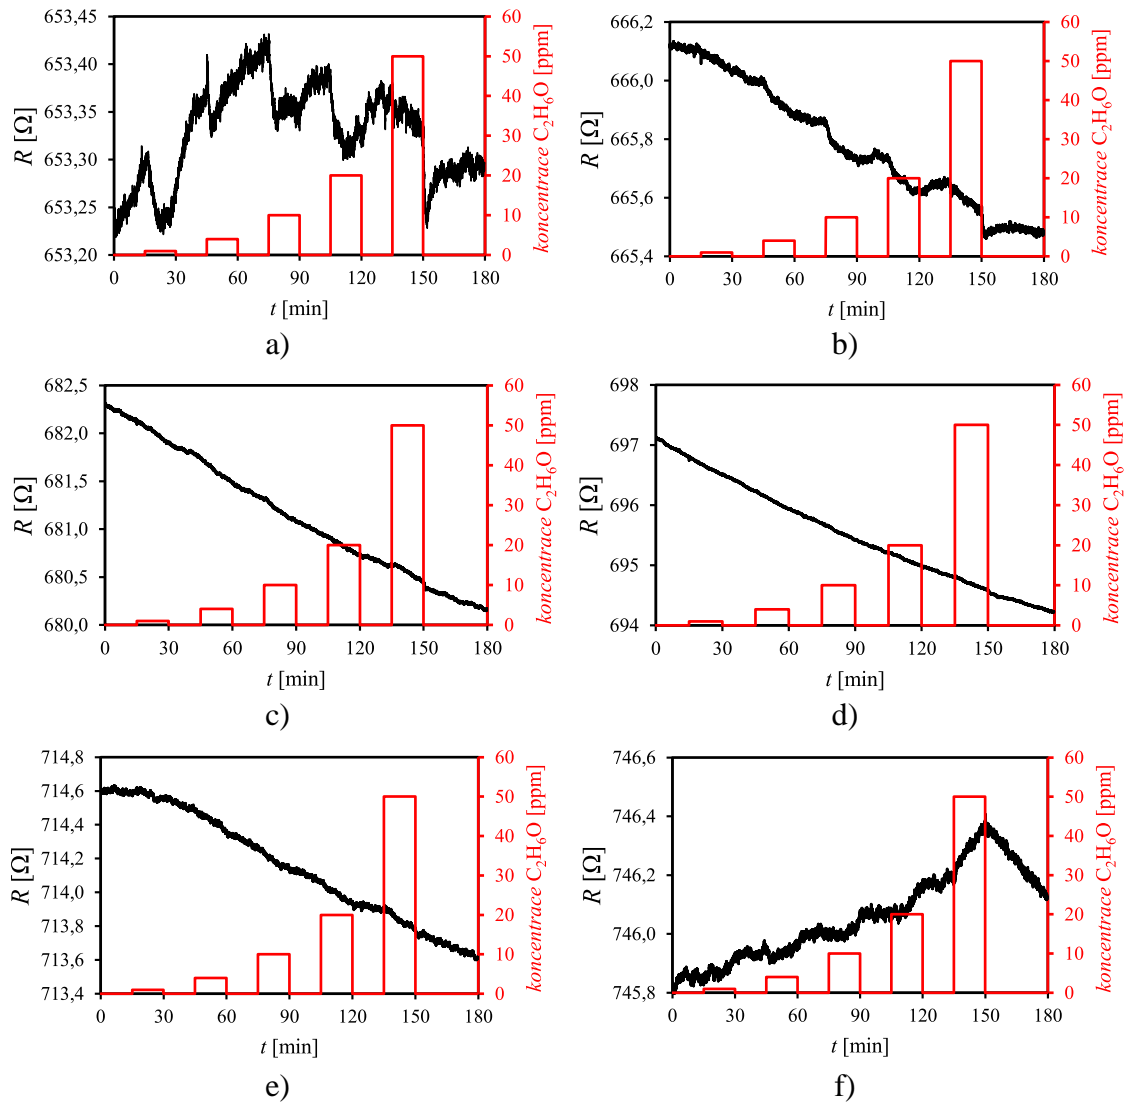 653,45
653,40
653,35
653,30
653,25
653,20
R [Ω]
0 30 60 90 120 150 180
t [min]
60
50
40
30
20
10
0
koncentrace C₂H₆O [ppm]
a)
666,2
666,0
665,8
665,6
665,4
R [Ω]
0 30 60 90 120 150 180
t [min]
60
50
40
30
20
10
0
koncentrace C₂H₆O [ppm]
b)
682,5
682,0
681,5
681,0
680,5
680,0
R [Ω]
0 30 60 90 120 150 180
t [min]
60
50
40
30
20
10
0
koncentrace C₂H₆O [ppm]
c)
698
697
696
695
694
R [Ω]
0 30 60 90 120 150 180
t [min]
60
50
40
30
20
10
0
koncentrace C₂H₆O [ppm]
d)
714,8
714,6
714,4
714,2
714,0
713,8
713,6
713,4
R [Ω]
0 30 60 90 120 150 180
t [min]
60
50
40
30
20
10
0
koncentrace C₂H₆O [ppm]
e)
746,6
746,4
746,2
746,0
745,8
R [Ω]
0 30 60 90 120 150 180
t [min]
60
50
40
30
20
10
0
koncentrace C₂H₆O [ppm]
f)